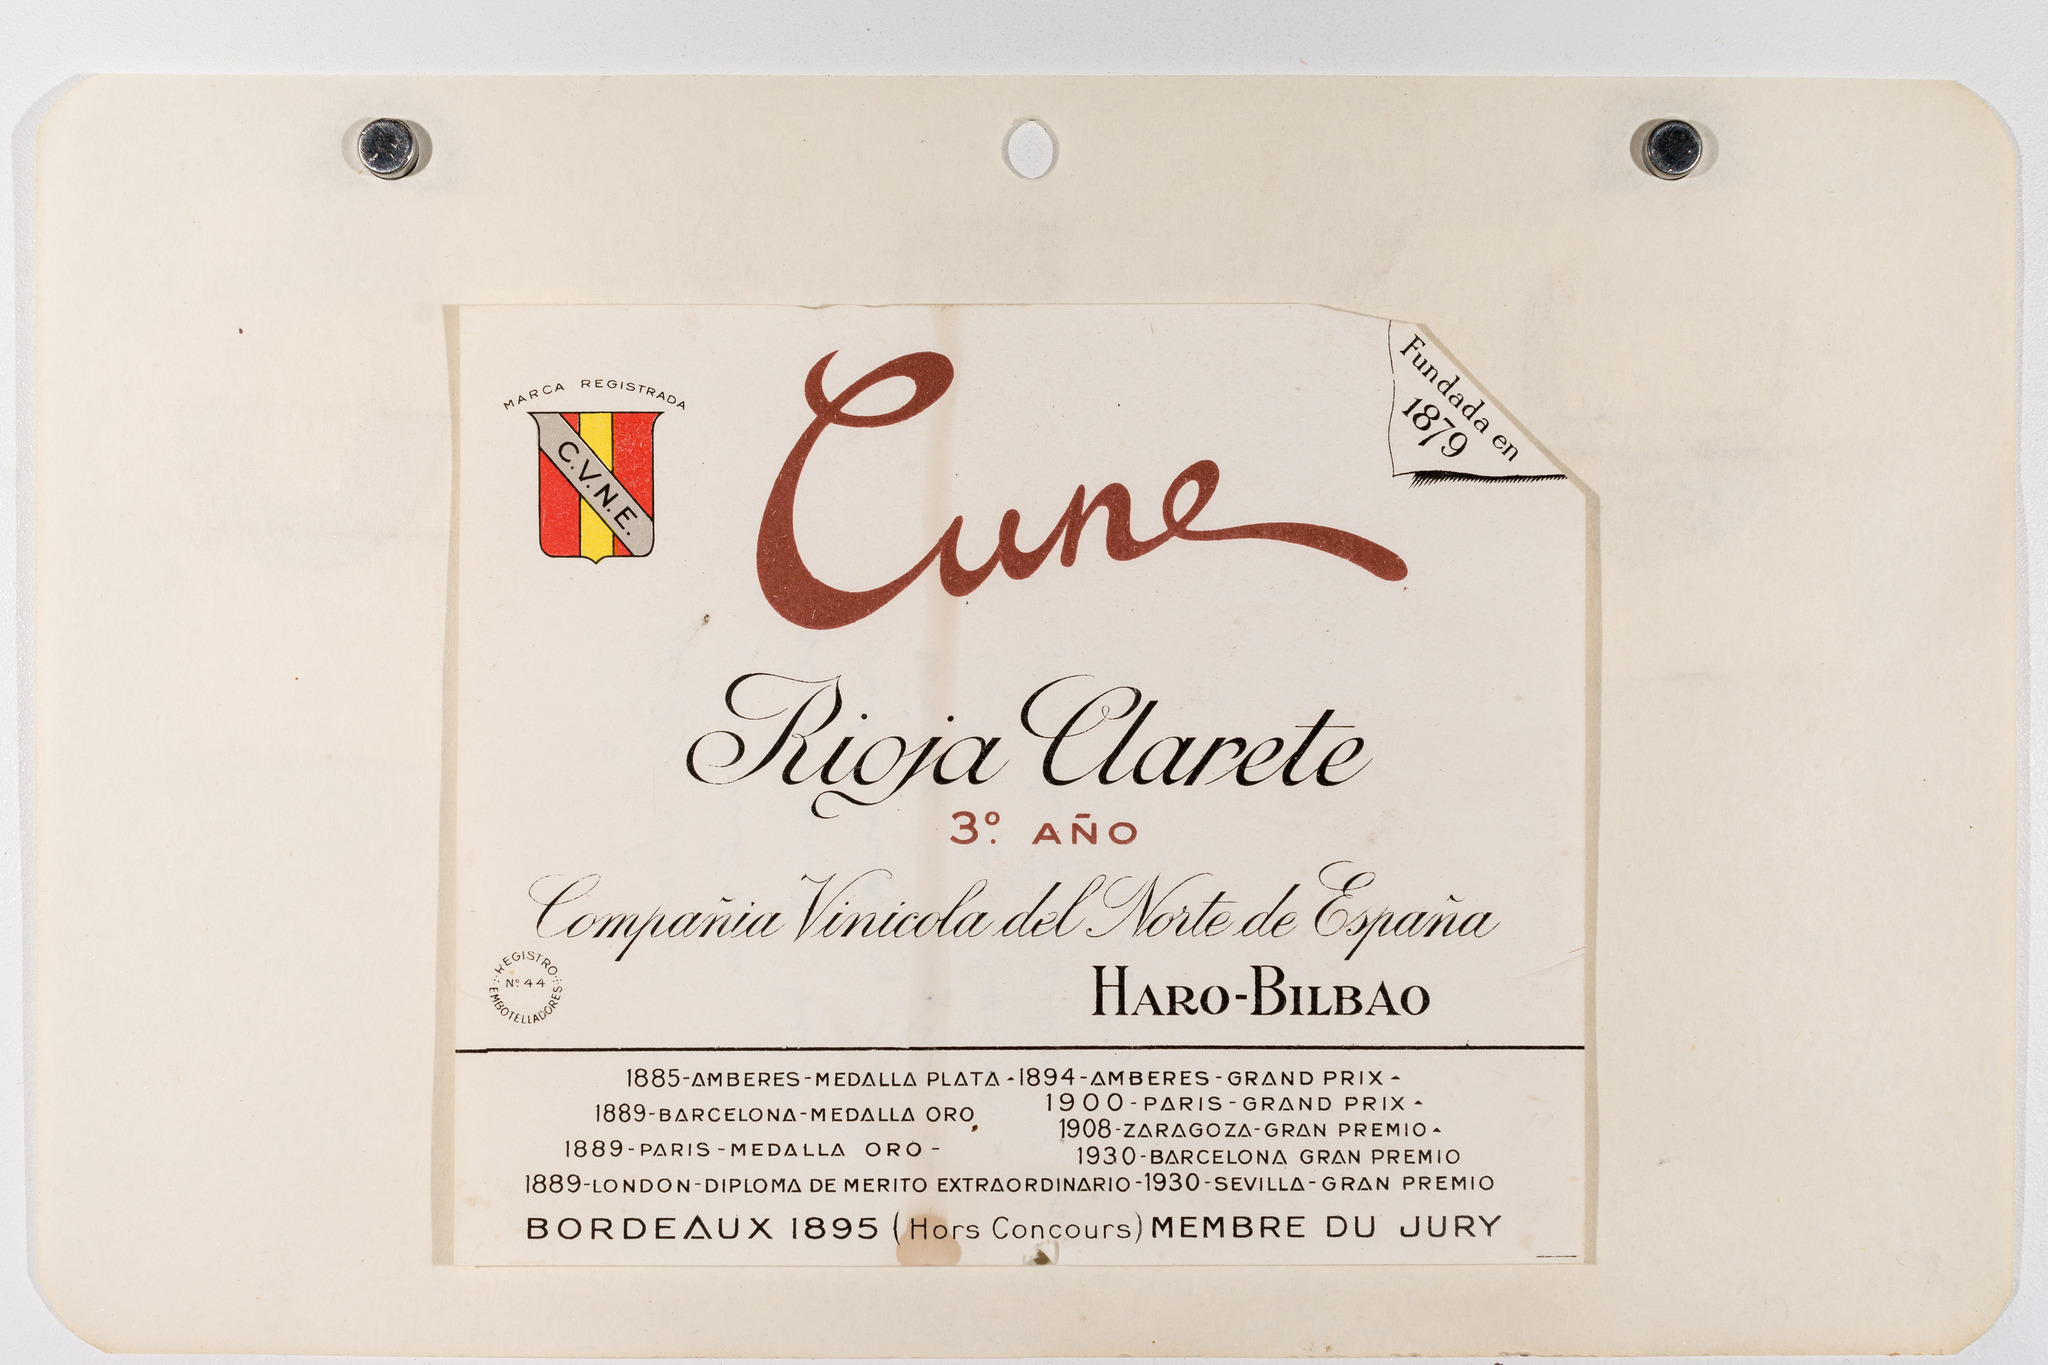 MARCA REGISTRADA
C.V.N.E.
Cune
Fundada en
1879
Rioja Clarete
3º. AÑO
Compañia Vinicola del Norte de España
REGISTRO
Nº 44
EMBOTELLADORES
HARO-BILBAO
1885-AMBERES-MEDALLA PLATA-1894-AMBERES-GRAND PRIX-
1889-BARCELONA-MEDALLA ORO
1900-PARIS-GRAND PRIX-
1889-PARIS-MEDALLA ORO-
1908-ZARAGOZA-GRAN PREMIO-
1930-BARCELONA GRAN PREMIO
1889-LONDON-DIPLOMA DE MERITO EXTRAORDINARIO-1930-SEVILLA-GRAN PREMIO
BORDEAUX 1895 (Hors Concours) MEMBRE DU JURY